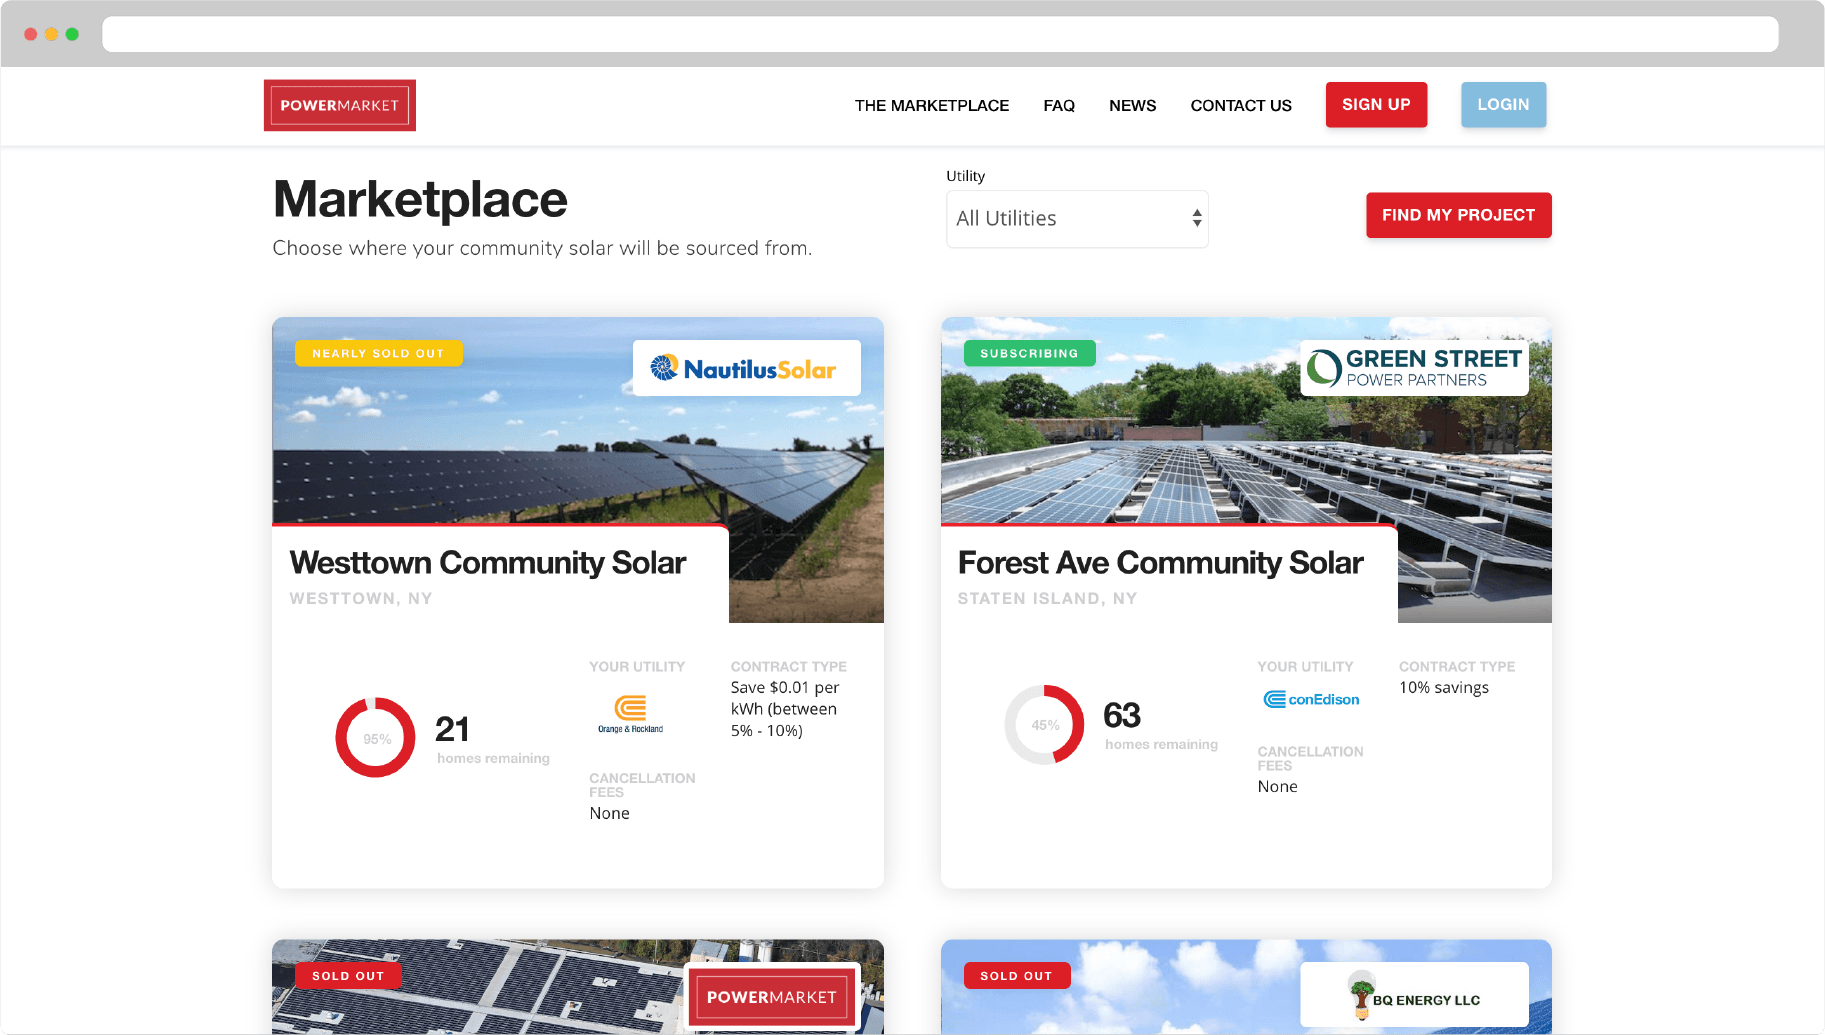 POWERMARKET
THE MARKETPLACE
FAQ
NEWS
CONTACT US
SIGN UP
LOGIN
Marketplace
Choose where your community solar will be sourced from.
Utility
All Utilities
FIND MY PROJECT
NEARLY SOLD OUT
NautilusSolar
Westtown Community Solar
WESTTOWN, NY
95%
21
homes remaining
YOUR UTILITY
Orange & Rockland
CANCELLATION
FEES
None
CONTRACT TYPE
Save $0.01 per
kWh (between
5% - 10%)
SUBSCRIBING
GREEN STREET
POWER PARTNERS
Forest Ave Community Solar
STATEN ISLAND, NY
45%
63
homes remaining
YOUR UTILITY
conEdison
CANCELLATION
FEES
None
CONTRACT TYPE
10% savings
SOLD OUT
POWERMARKET
SOLD OUT
BQ ENERGY LLC